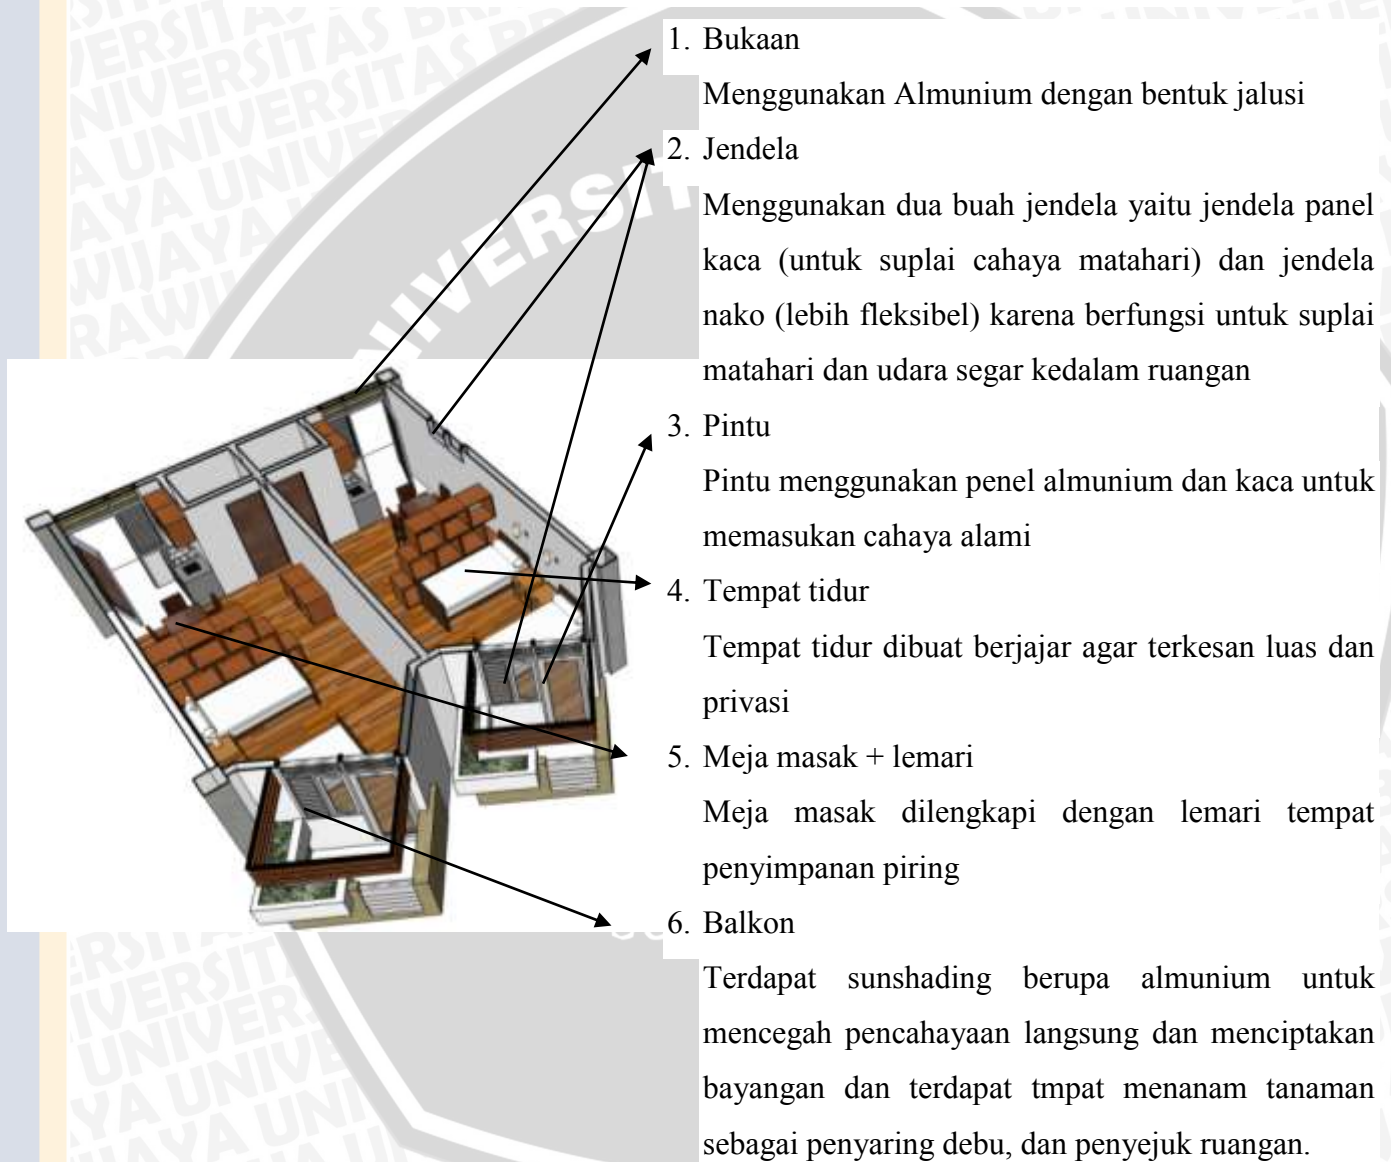 1. Bukaan
Menggunakan Almunium dengan bentuk jalusi
2. Jendela
Menggunakan dua buah jendela yaitu jendela panel
kaca (untuk suplai cahaya matahari) dan jendela
nako (lebih fleksibel) karena berfungsi untuk suplai
matahari dan udara segar kedalam ruangan
3. Pintu
Pintu menggunakan penel almunium dan kaca untuk
memasukan cahaya alami
4. Tempat tidur
Tempat tidur dibuat berjajar agar terkesan luas dan
privasi
5. Meja masak + lemari
Meja masak dilengkapi dengan lemari tempat
penyimpanan piring
6. Balkon
Terdapat sunshading berupa almunium untuk
mencegah pencahayaan langsung dan menciptakan
bayangan dan terdapat tmpat menanam tanaman
sebagai penyaring debu, dan penyejuk ruangan.